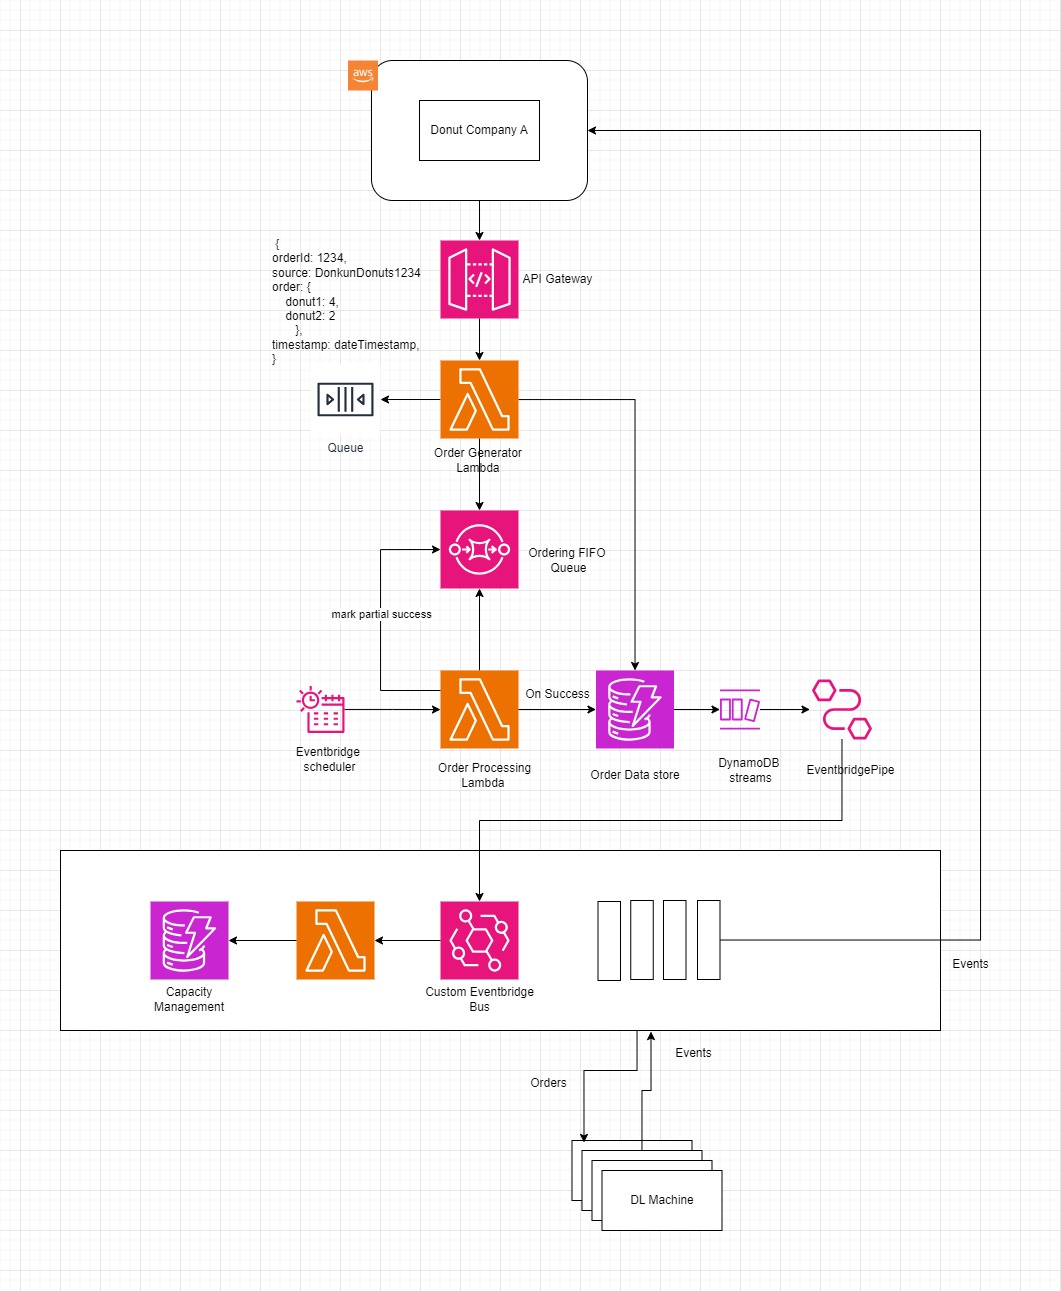 aws
Donut Company A
{
orderId: 1234,
source: DonkunDonuts1234
order: {
donut1: 4,
donut2: 2
},
timestamp: dateTimestamp,
}
API Gateway
Queue
Order Generator
Lambda
Ordering FIFO
Queue
mark partial success
On Success
Eventbridge
scheduler
Order Processing
Lambda
Order Data store
DynamoDB
streams
EventbridgePipe
Capacity
Management
Custom Eventbridge
Bus
Events
Events
Orders
DL Machine